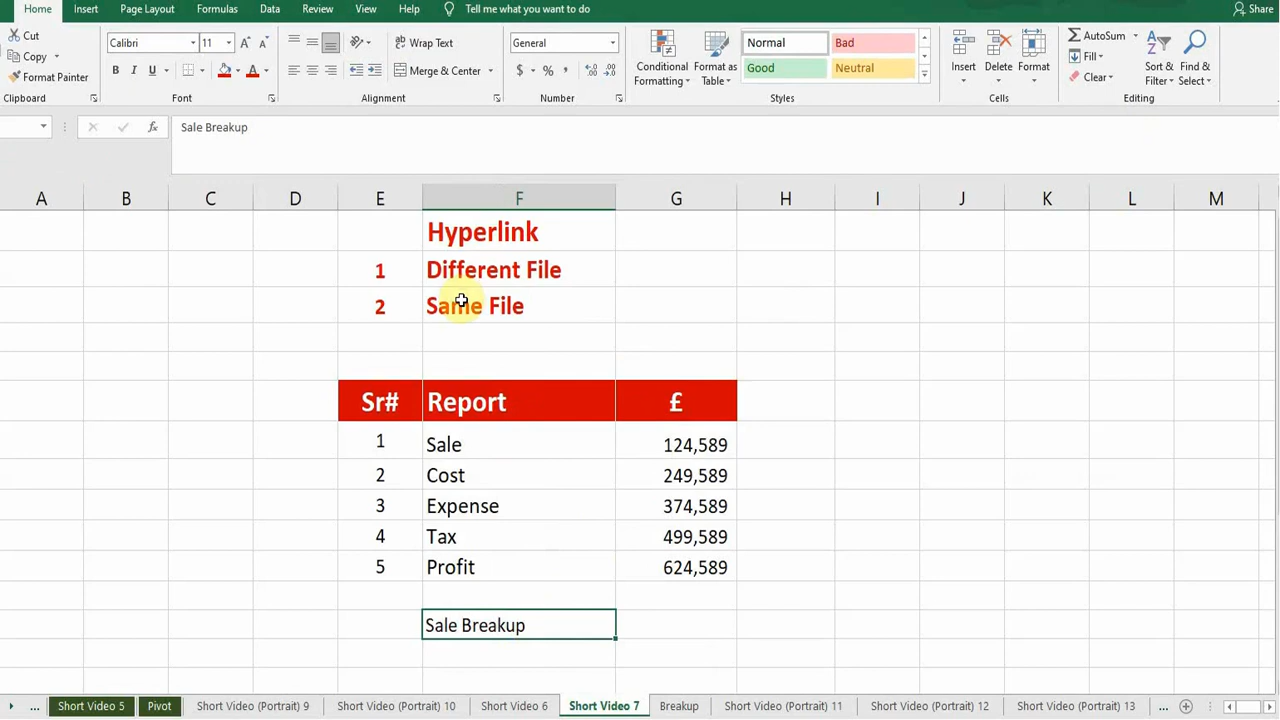 Home Insert Page Layout Formulas Data Review View Help Tell me what you want to do Share
Cut
Copy
Format Painter
Clipboard
Calibri 11
B I U
Font
Wrap Text
Merge & Center
Alignment
General
$ % ,
Number
Conditional Formatting
Format as Table
Normal Bad
Good Neutral
Styles
Insert Delete Format
Cells
AutoSum
Fill
Clear
Sort & Filter
Find & Select
Editing
fx Sale Breakup
A B C D E F G H I J K L M
Hyperlink
1 Different File
2 Same File
Sr# Report £
1 Sale 124,589
2 Cost 249,589
3 Expense 374,589
4 Tax 499,589
5 Profit 624,589
Sale Breakup
... Short Video 5 Pivot Short Video (Portrait) 9 Short Video (Portrait) 10 Short Video 6 Short Video 7 Breakup Short Video (Portrait) 11 Short Video (Portrait) 12 Short Video (Portrait) 13 ...